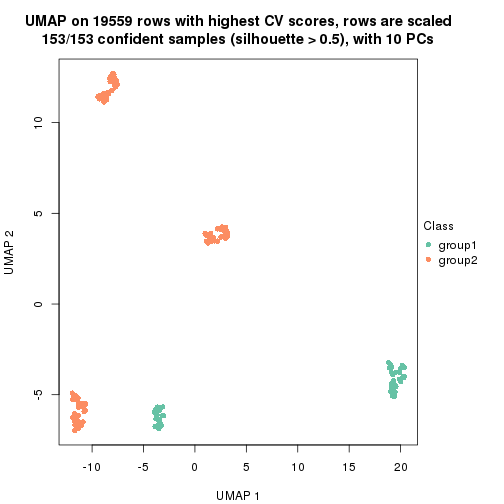 UMAP on 19559 rows with highest CV scores, rows are scaled
153/153 confident samples (silhouette > 0.5), with 10 PCs
10
5
0
-5
UMAP 2
Class
group1
group2
-10 -5 0 5 10 15 20
UMAP 1